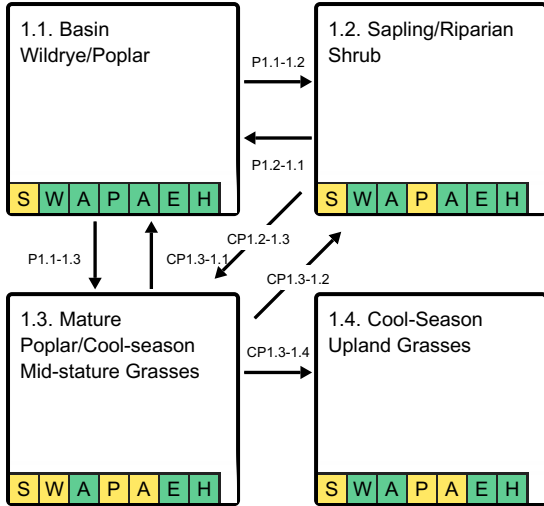 1.1. Basin
Wildrye/Poplar
S W A P A E H
P1.1-1.2
P1.2-1.1
1.2. Sapling/Riparian
Shrub
S W A P A E H
P1.1-1.3
CP1.3-1.1
CP1.2-1.3
CP1.3-1.2
1.3. Mature
Poplar/Cool-season
Mid-stature Grasses
S W A P A E H
CP1.3-1.4
1.4. Cool-Season
Upland Grasses
S W A P A E H